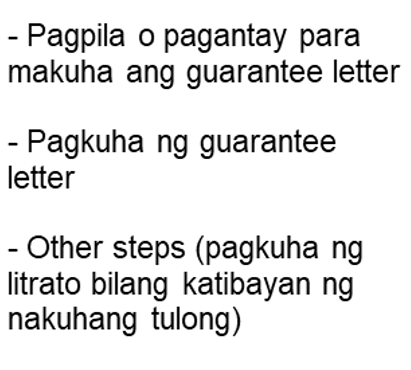 - Pagpila o pagantay para
makuha ang guarantee letter
- Pagkuha ng guarantee
letter
- Other steps (pagkuha ng
litrato bilang katibayan ng
nakuhang tulong)